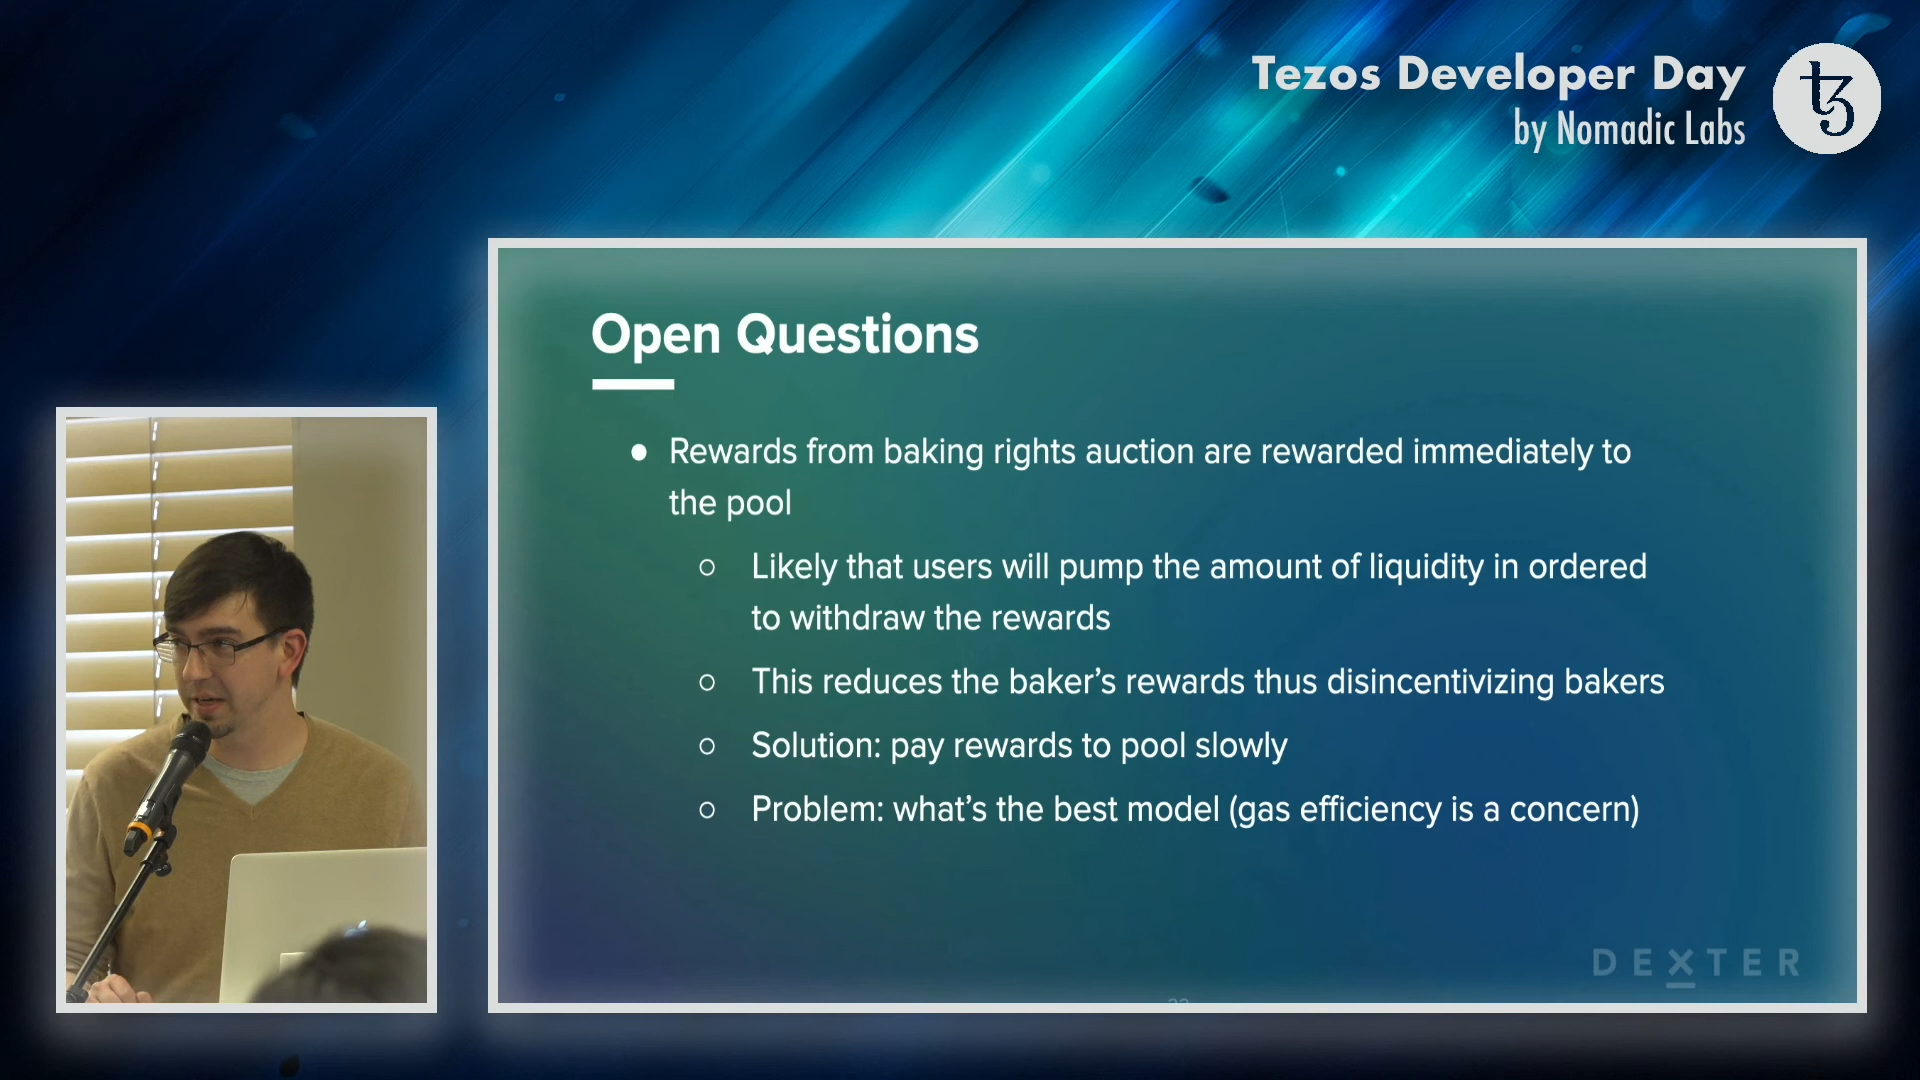 Tezos Developer Day
by Nomadic Labs
Open Questions
● Rewards from baking rights auction are rewarded immediately to
the pool
○ Likely that users will pump the amount of liquidity in ordered
to withdraw the rewards
○ This reduces the baker’s rewards thus disincentivizing bakers
○ Solution: pay rewards to pool slowly
○ Problem: what’s the best model (gas efficiency is a concern)
DEXTER